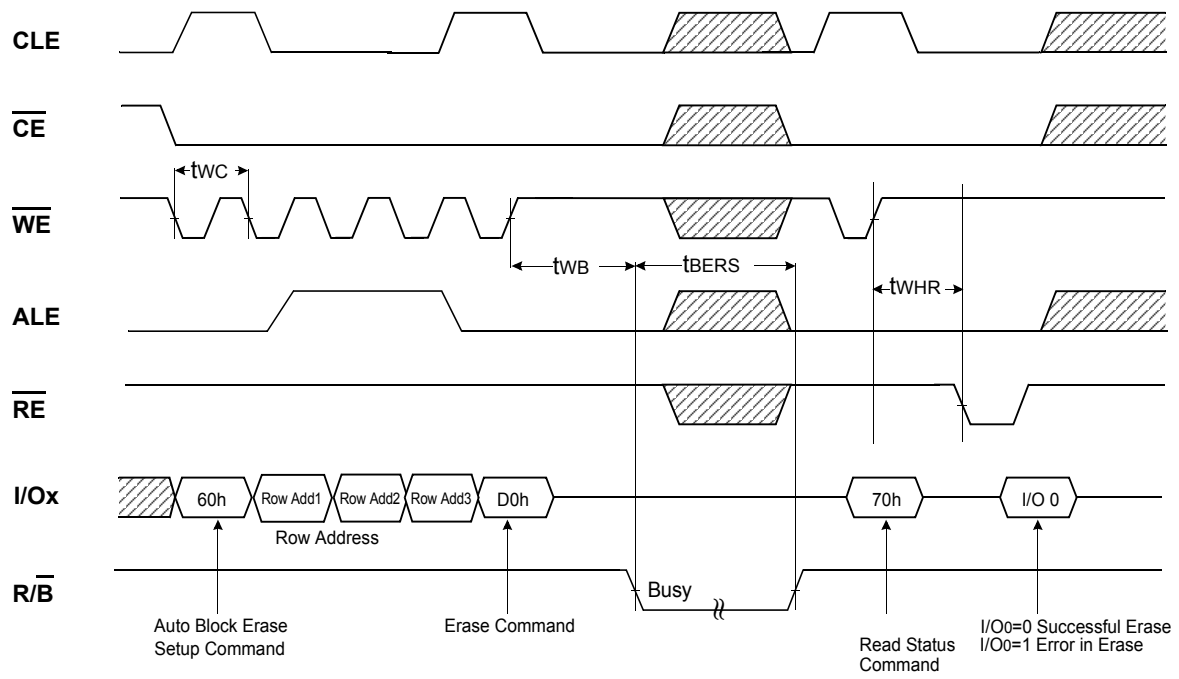 CLE
CE
tWC
WE
tWB
tBERS
tWHR
ALE
RE
I/Ox
60h
Row Add1
Row Add2
Row Add3
D0h
70h
I/O 0
Row Address
R/B
Busy
Auto Block Erase
Setup Command
Erase Command
Read Status
Command
I/O0=0 Successful Erase
I/O0=1 Error in Erase